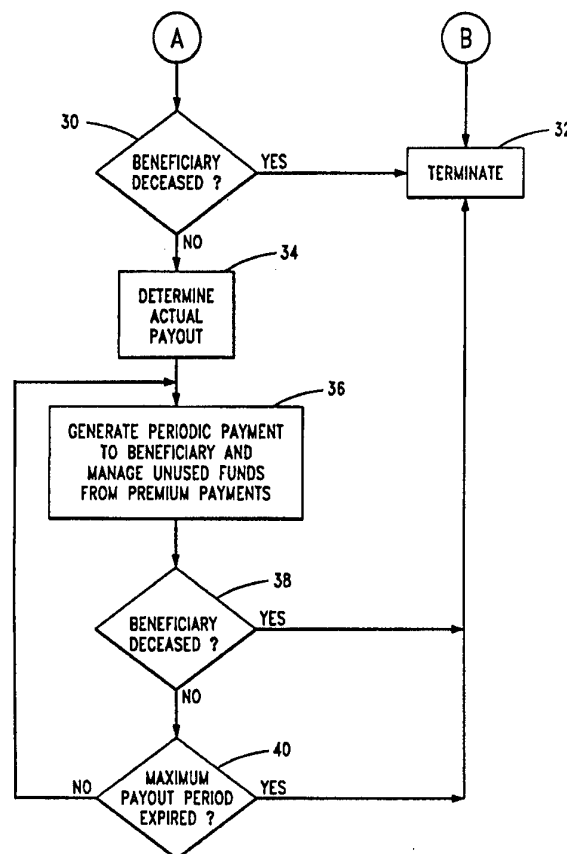 A
B
30
BENEFICIARY
DECEASED ?
YES
32
TERMINATE
NO
34
DETERMINE
ACTUAL
PAYOUT
36
GENERATE PERIODIC PAYMENT
TO BENEFICIARY AND
MANAGE UNUSED FUNDS
FROM PREMIUM PAYMENTS
38
BENEFICIARY
DECEASED ?
YES
NO
40
NO
MAXIMUM
PAYOUT PERIOD
EXPIRED ?
YES